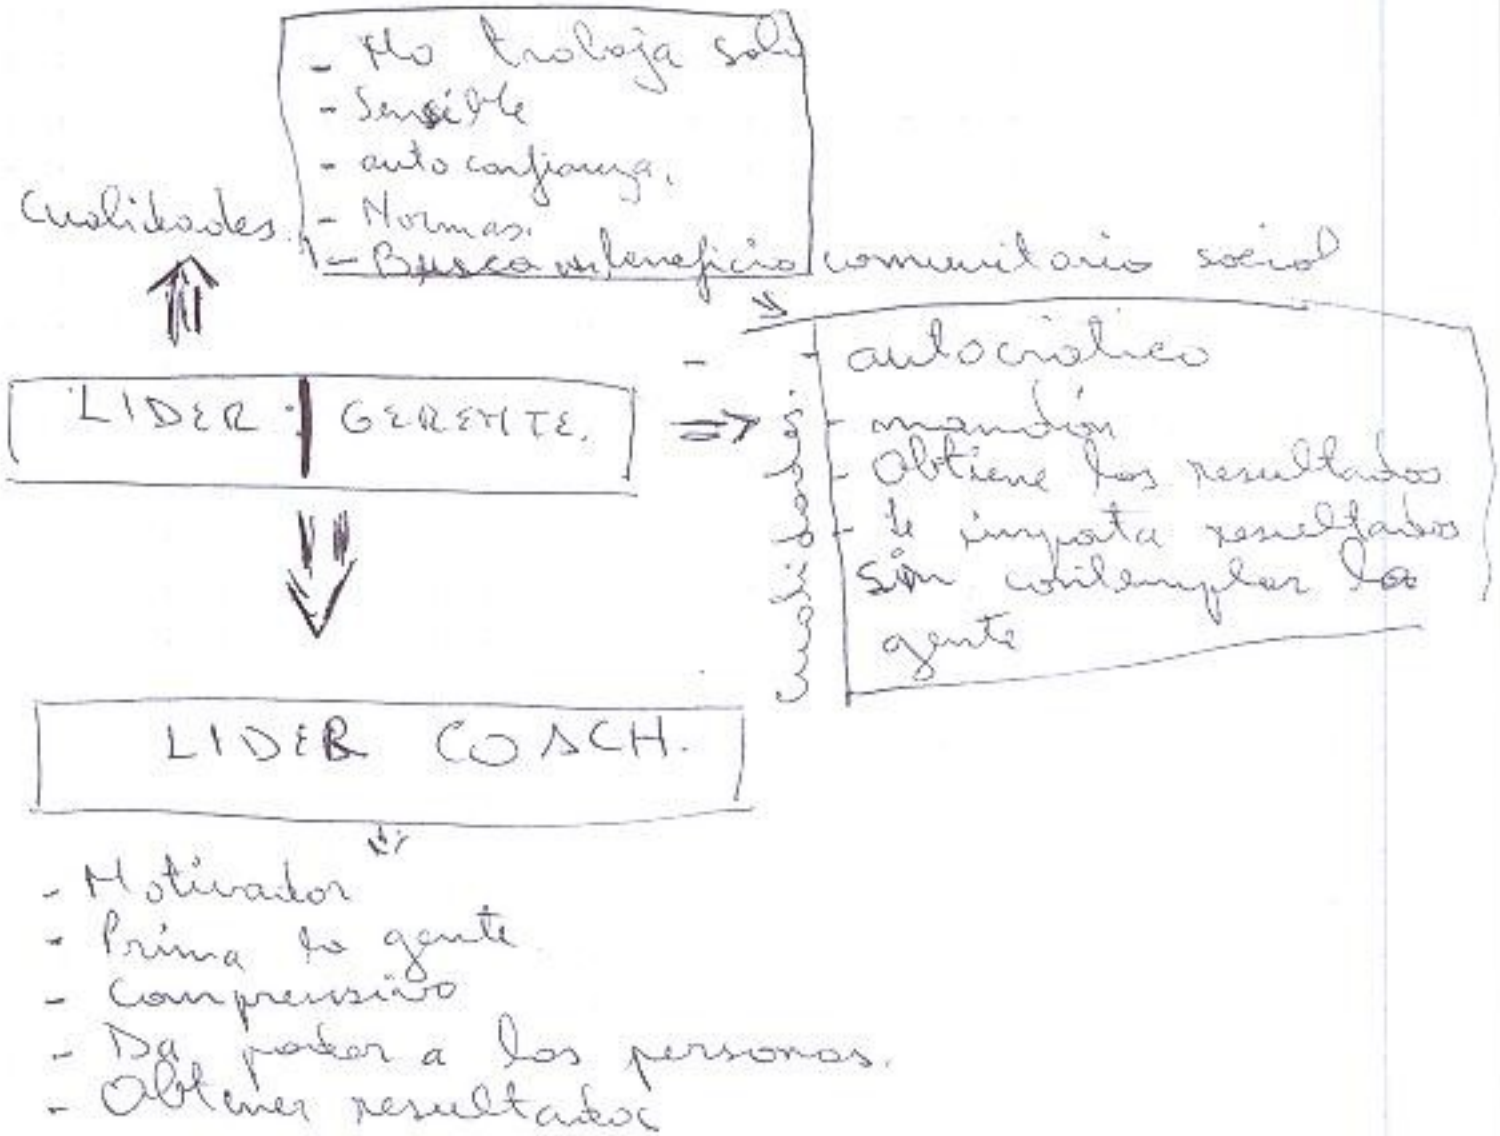 - No trabaja solo
- Sensible
- auto confianza.
- Normas.
- Busca un beneficio comunitario social
Cualidades.
LIDER
GERENTE.
cualidades
- autocrático
- mandón
- Obtiene los resultados
- le importa resultados
sin contemplar la
gente
LIDER COACH.
- Motivador
- Prima la gente
- Comprensivo
- Da poder a las personas.
- Obtener resultados